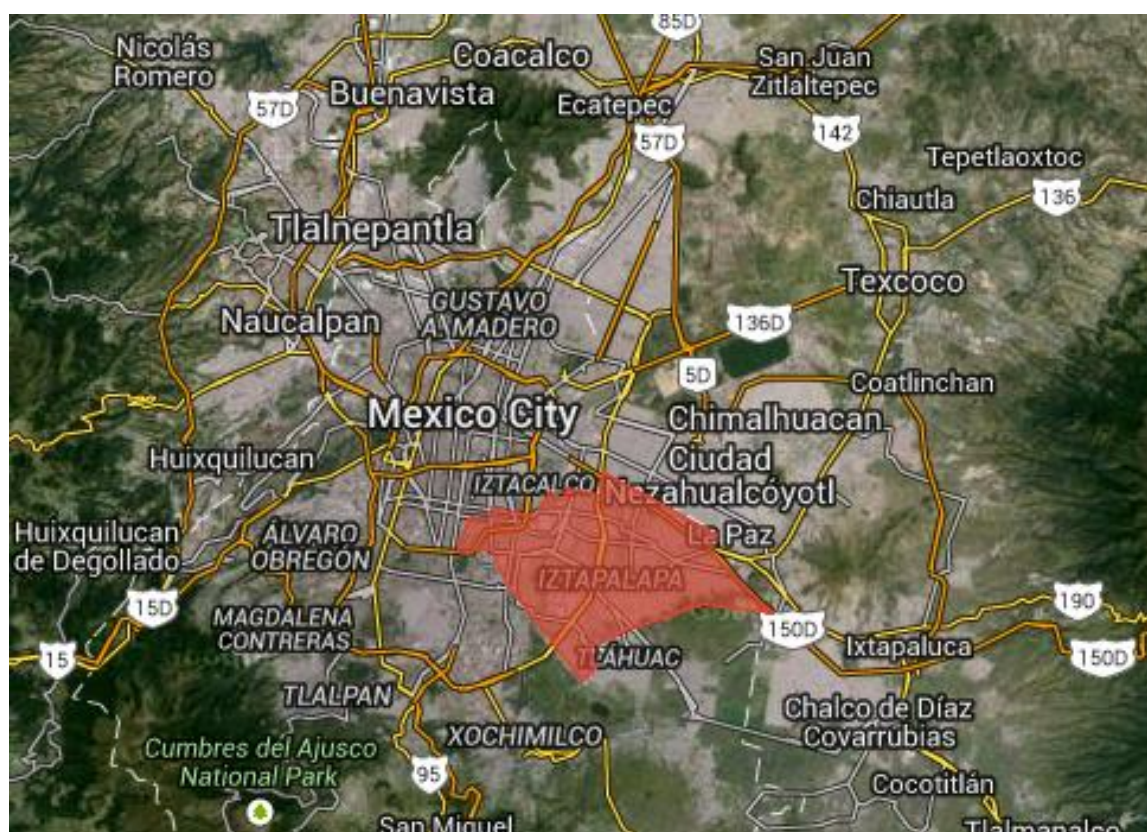 85D
Nicolás
Romero
Coacalco
San Juan
Zitlaltepec
Buenavista
Ecatepec
57D
57D
142
Tepetlaoxtoc
136
Chiautla
Tlalnepantla
Texcoco
GUSTAVO
A. MADERO
Naucalpan
136D
5D
Coatlinchan
Mexico City
Chimalhuacan
Huixquilucan
Ciudad
Nezahualcóyotl
IZTACALCO
Huixquilucan
de Degollado
ÁLVARO
OBREGÓN
La Paz
IZTAPALAPA
15D
MAGDALENA
CONTRERAS
190
150D
Ixtapaluca
150D
15
TLÁHUAC
TLALPAN
Chalco de Díaz
Covarrubias
XOCHIMILCO
Cumbres del Ajusco
National Park
95
Cocotitlán
San Miguel
Tlalmanalco